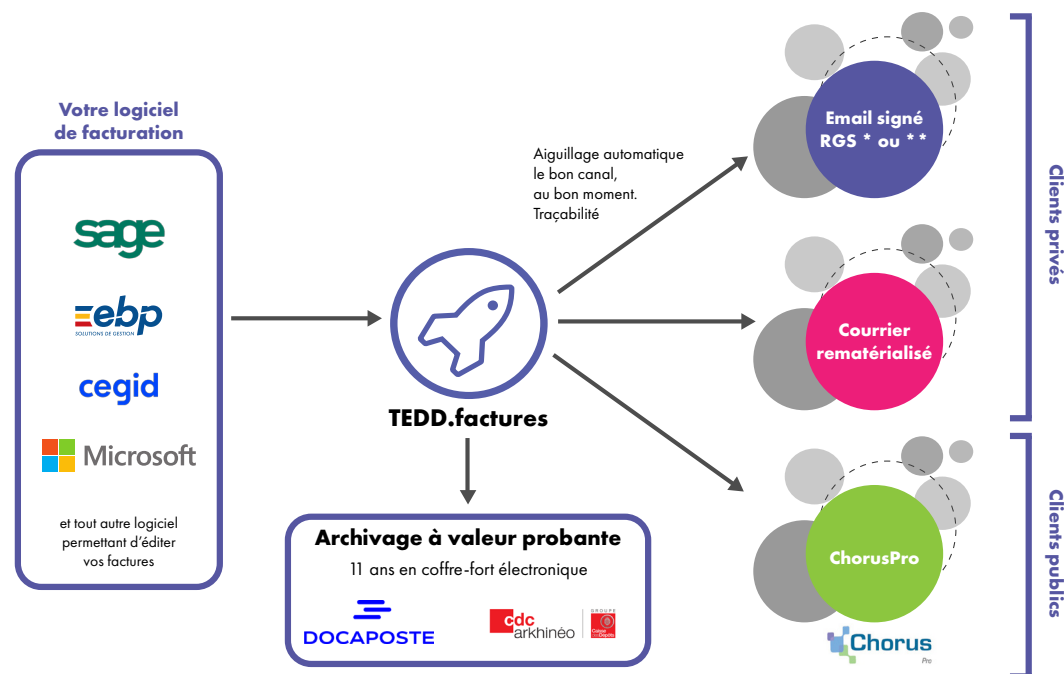 Votre logiciel
de facturation
sage
ebp
SOLUTIONS DE GESTION
cegid
Microsoft
et tout autre logiciel
permettant d'éditer
vos factures
Aiguillage automatique
le bon canal,
au bon moment.
Traçabilité
TEDD.factures
Archivage à valeur probante
11 ans en coffre-fort électronique
DOCAPOSTE
cdc
arkhinéo
GROUPE
Email signé
RGS * ou **
Courrier
rematérialisé
ChorusPro
Chorus
Pro
Clients privés
Clients publics